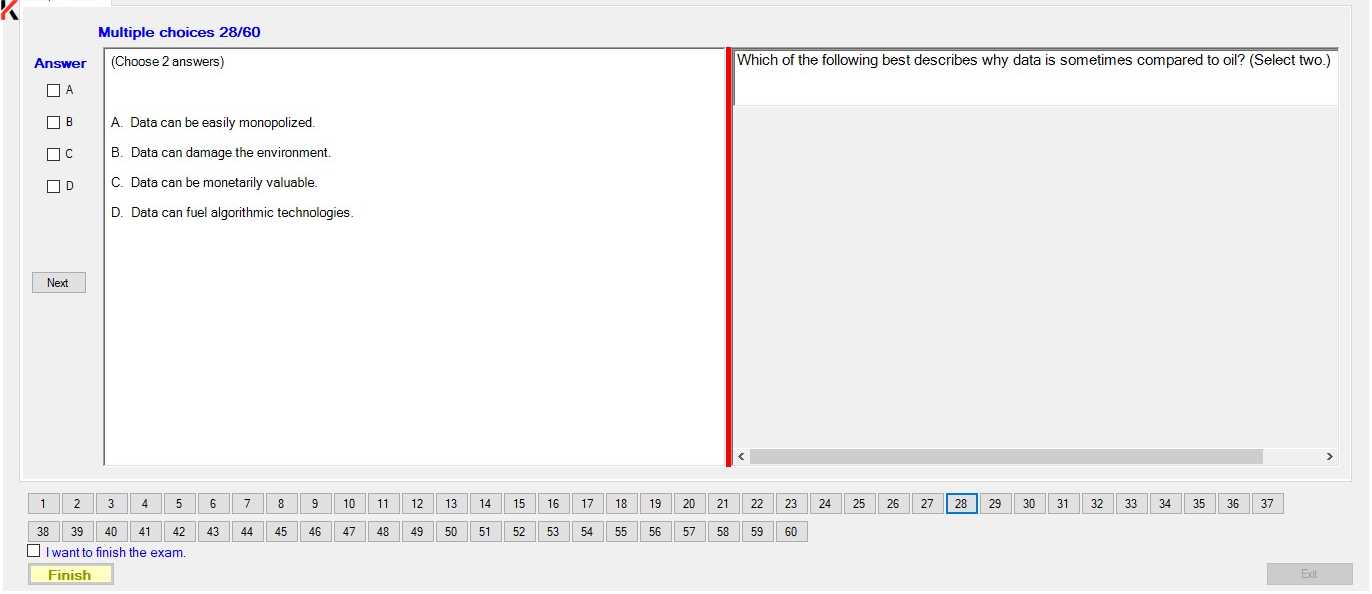 Multiple choices 28/60
Answer
(Choose 2 answers)
Which of the following best describes why data is sometimes compared to oil? (Select two.)
A
B
C
D
A. Data can be easily monopolized.
B. Data can damage the environment.
C. Data can be monetarily valuable.
D. Data can fuel algorithmic technologies.
Next
1 2 3 4 5 6 7 8 9 10 11 12 13 14 15 16 17 18 19 20 21 22 23 24 25 26 27 28 29 30 31 32 33 34 35 36 37
38 39 40 41 42 43 44 45 46 47 48 49 50 51 52 53 54 55 56 57 58 59 60
I want to finish the exam.
Finish
Exit